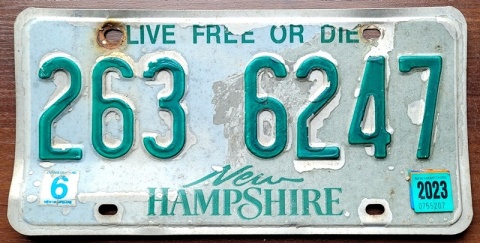 LIVE FREE OR DIE
263 6247
6
2023
New
HAMPSHIRE